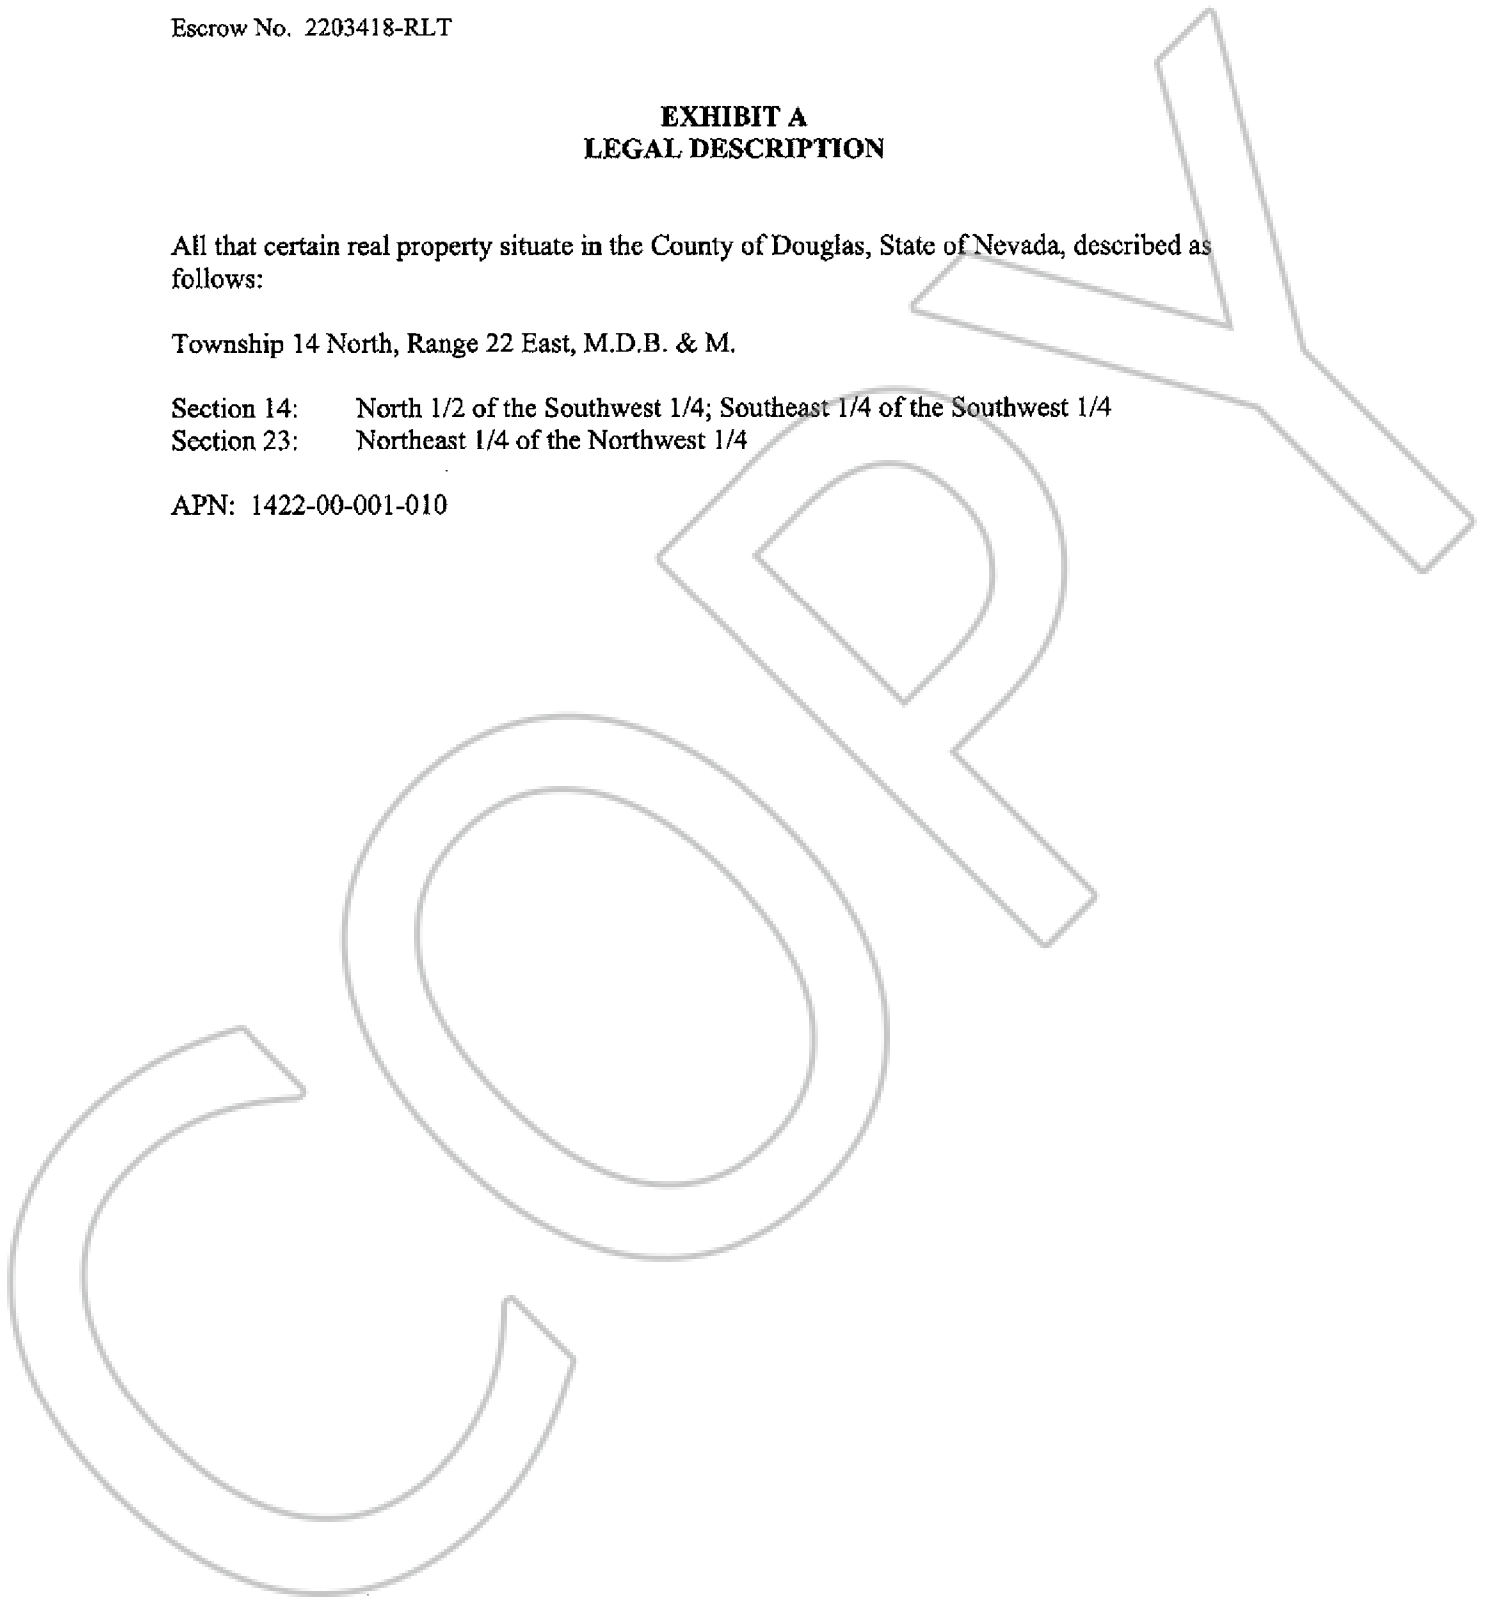 Escrow No. 2203418-RLT
EXHIBIT A
LEGAL DESCRIPTION
All that certain real property situate in the County of Douglas, State of Nevada, described as
follows:
Township 14 North, Range 22 East, M.D.B. & M.
Section 14: North 1/2 of the Southwest 1/4; Southeast 1/4 of the Southwest 1/4
Section 23: Northeast 1/4 of the Northwest 1/4
APN: 1422-00-001-010
COPY